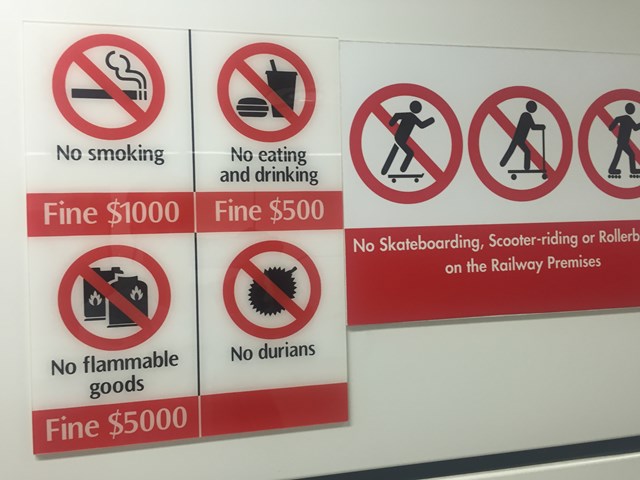 No smoking
Fine $1000
No eating
and drinking
Fine $500
No flammable
goods
Fine $5000
No durians
No Skateboarding, Scooter-riding or
on the Railway Premises